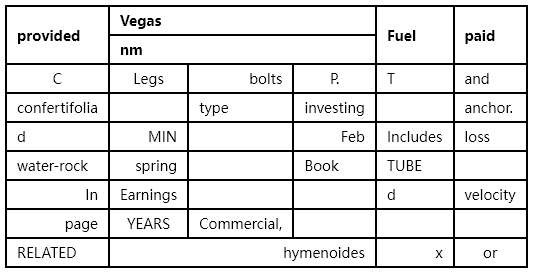 provided Vegas Fuel paid
nm
C Legs bolts P. T and
confertifolia type investing anchor.
d MIN Feb Includes loss
water-rock spring Book TUBE
In Earnings d velocity
page YEARS Commercial,
RELATED hymenoides x or